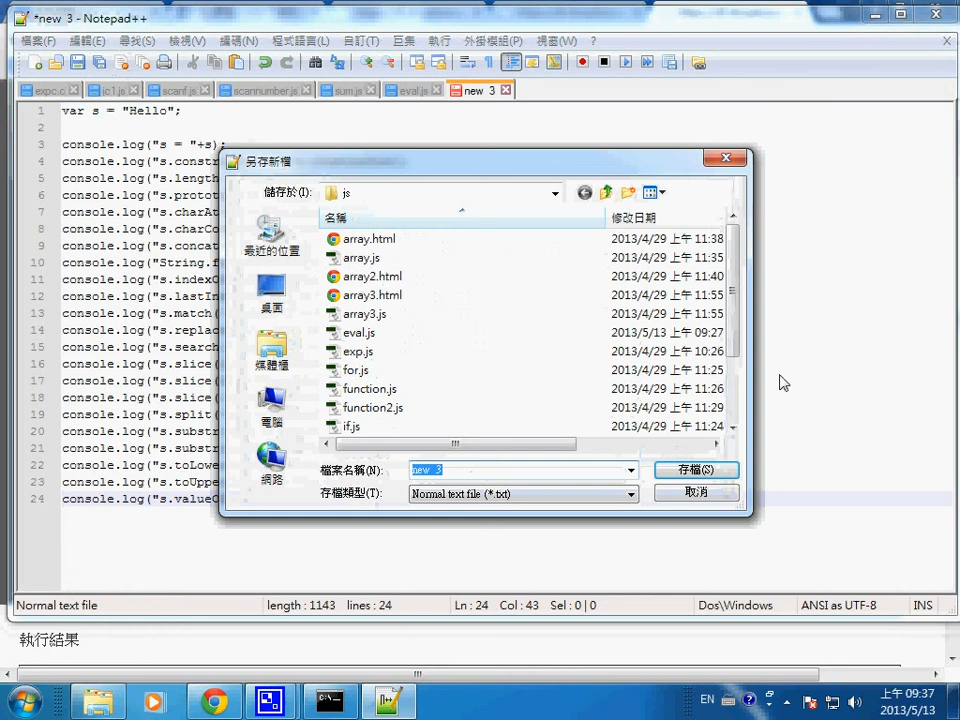 *new  3 - Notepad++
檔案(F) 編輯(E) 尋找(S) 檢視(V) 編碼(N) 程式語言(L) 自訂(T) 巨集 執行 外掛模組(P) 視窗(W) ? X
expc.c jc1.js scanf.js scannumber.js sum.js eval.js new  3
1 var s = "Hello";
2
3 console.log("s = "+s);
4 console.log("s.constr
5 console.log("s.length
6 console.log("s.protot
7 console.log("s.charAt
8 console.log("s.charCo
9 console.log("s.concat
10 console.log("String.f
11 console.log("s.indexO
12 console.log("s.lastIn
13 console.log("s.match(
14 console.log("s.replac
15 console.log("s.search
16 console.log("s.slice(
17 console.log("s.slice(
18 console.log("s.slice(
19 console.log("s.split(
20 console.log("s.substr
21 console.log("s.substr
22 console.log("s.toLowe
23 console.log("s.toUppe
24 console.log("s.valueO
另存新檔
儲存於(I): js
最近的位置
桌面
媒體櫃
電腦
網路
名稱 修改日期
array.html 2013/4/29 上午 11:38
array.js 2013/4/29 上午 11:35
array2.html 2013/4/29 上午 11:40
array3.html 2013/4/29 上午 11:55
array3.js 2013/4/29 上午 11:55
eval.js 2013/5/13 上午 09:27
exp.js 2013/4/29 上午 10:26
for.js 2013/4/29 上午 11:25
function.js 2013/4/29 上午 11:26
function2.js 2013/4/29 上午 11:29
if.js 2013/4/29 上午 11:24
檔案名稱(N): new  3 存檔(S)
存檔類型(T): Normal text file (*.txt) 取消
Normal text file length : 1143 lines : 24 Ln : 24 Col : 43 Sel : 0 | 0 Dos\Windows ANSI as UTF-8 INS
執行結果
EN 上午 09:37
2013/5/13